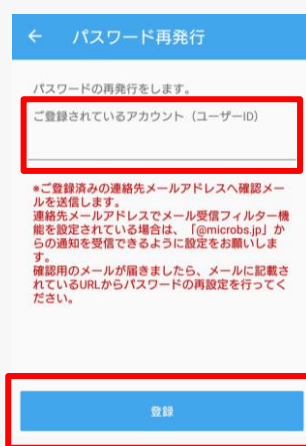 ← パスワード再発行
パスワードの再発行をします。
ご登録されているアカウント（ユーザーID）
*ご登録済みの連絡先メールアドレスへ確認メー
ルを送信します。
連絡先メールアドレスでメール受信フィルター機
能を設定されている場合は、「@microbs.jp」か
らの通知を受信できるように設定をお願いしま
す。
確認用のメールが届きましたら、メールに記載さ
れているURLからパスワードの再設定を行ってく
ださい。
登録